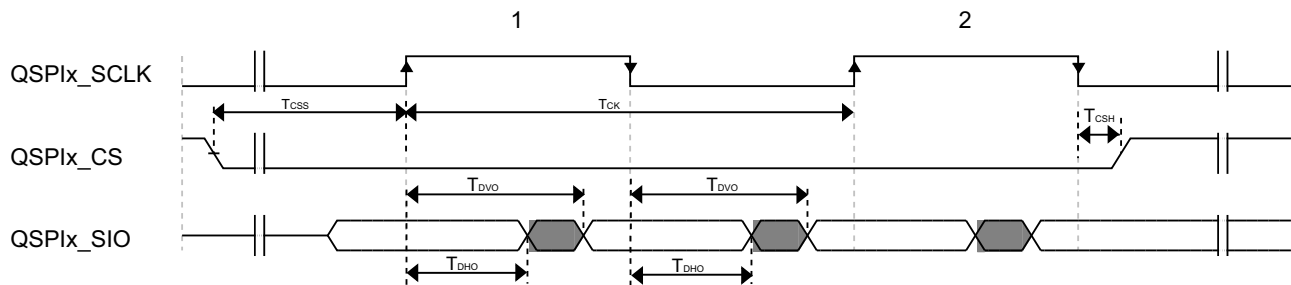 1 2
QSPIx_SCLK
TCSS TCK
TCSH
QSPIx_CS
TDVO TDVO
QSPIx_SIO
TDHO TDHO